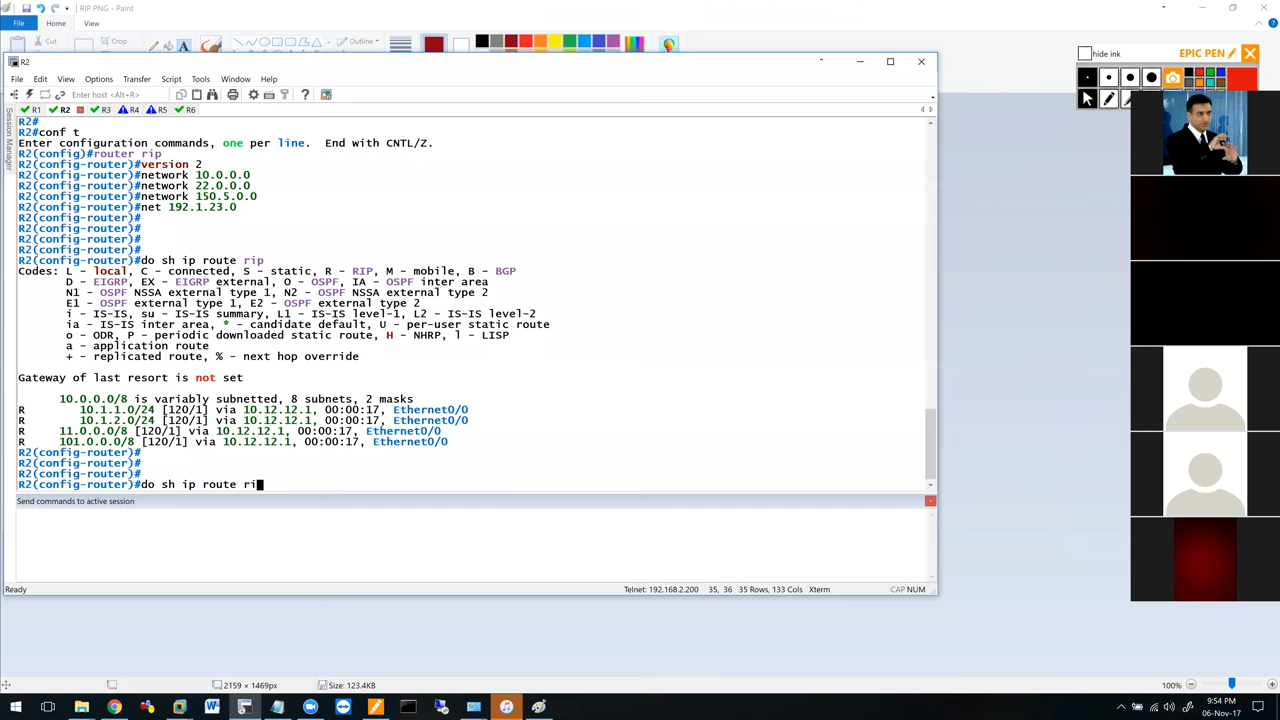 RIP.PNG - Paint
File Home View
Cut Crop Outline
hide ink EPIC PEN
R2
File Edit View Options Transfer Script Tools Window Help
Enter host <Alt+R>
R1 R2 R3 R4 R5 R6
Session Manager
R2#
R2#conf t
Enter configuration commands, one per line. End with CNTL/Z.
R2(config)#router rip
R2(config-router)#version 2
R2(config-router)#network 10.0.0.0
R2(config-router)#network 22.0.0.0
R2(config-router)#network 150.5.0.0
R2(config-router)#net 192.1.23.0
R2(config-router)#
R2(config-router)#
R2(config-router)#
R2(config-router)#
R2(config-router)#do sh ip route rip
Codes: L - local, C - connected, S - static, R - RIP, M - mobile, B - BGP
D - EIGRP, EX - EIGRP external, O - OSPF, IA - OSPF inter area
N1 - OSPF NSSA external type 1, N2 - OSPF NSSA external type 2
E1 - OSPF external type 1, E2 - OSPF external type 2
i - IS-IS, su - IS-IS summary, L1 - IS-IS level-1, L2 - IS-IS level-2
ia - IS-IS inter area, * - candidate default, U - per-user static route
o - ODR, P - periodic downloaded static route, H - NHRP, l - LISP
a - application route
+ - replicated route, % - next hop override
Gateway of last resort is not set
10.0.0.0/8 is variably subnetted, 8 subnets, 2 masks
R 10.1.1.0/24 [120/1] via 10.12.12.1, 00:00:17, Ethernet0/0
R 10.1.2.0/24 [120/1] via 10.12.12.1, 00:00:17, Ethernet0/0
R 11.0.0.0/8 [120/1] via 10.12.12.1, 00:00:17, Ethernet0/0
R 101.0.0.0/8 [120/1] via 10.12.12.1, 00:00:17, Ethernet0/0
R2(config-router)#
R2(config-router)#
R2(config-router)#
R2(config-router)#do sh ip route ri
Send commands to active session
Ready Telnet: 192.168.2.200 35, 36 35 Rows, 133 Cols Xterm CAP NUM
2159 × 1469px Size: 123.4KB 100%
9:54 PM
06-Nov-17